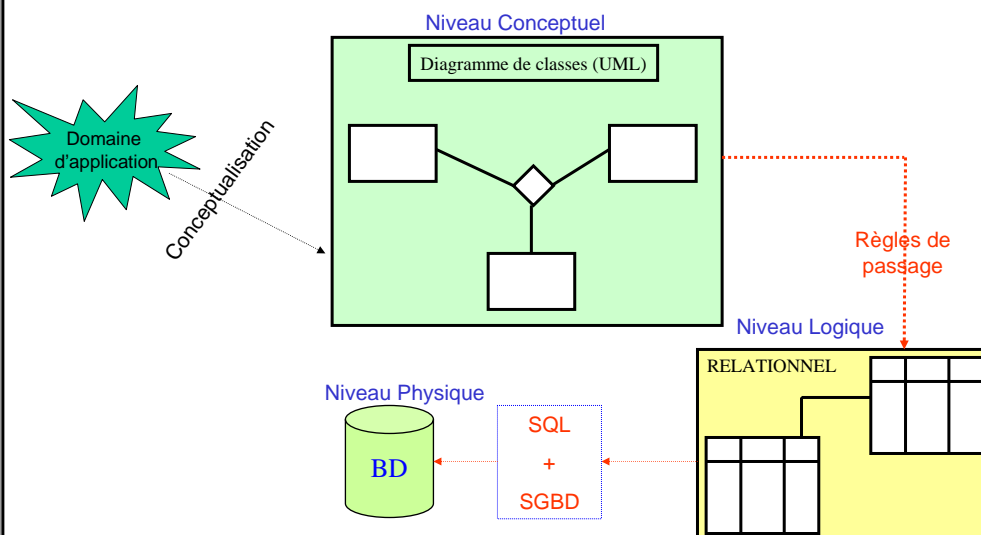 Niveau Conceptuel
Diagramme de classes (UML)
Domaine
d'application
Conceptualisation
Règles de
passage
Niveau Logique
RELATIONNEL
Niveau Physique
SQL
+
SGBD
BD